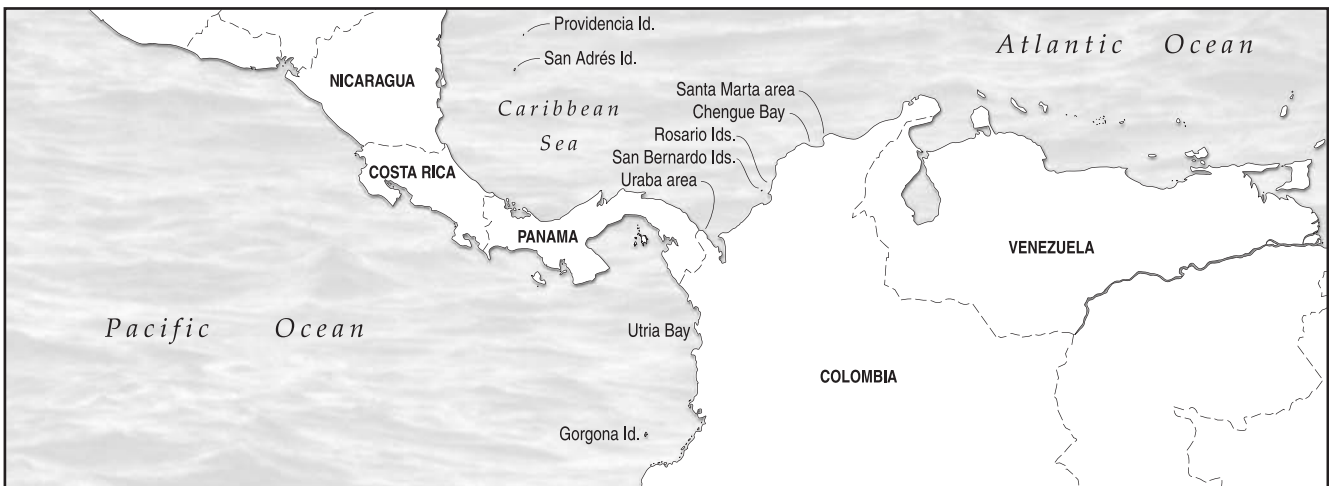 Providencia Id.
Atlantic Ocean
San Adrés Id.
NICARAGUA
Santa Marta area
Caribbean
Sea
Chengue Bay
Rosario Ids.
San Bernardo Ids.
COSTA RICA
Uraba area
PANAMA
VENEZUELA
Pacific Ocean
Utria Bay
COLOMBIA
Gorgona Id.